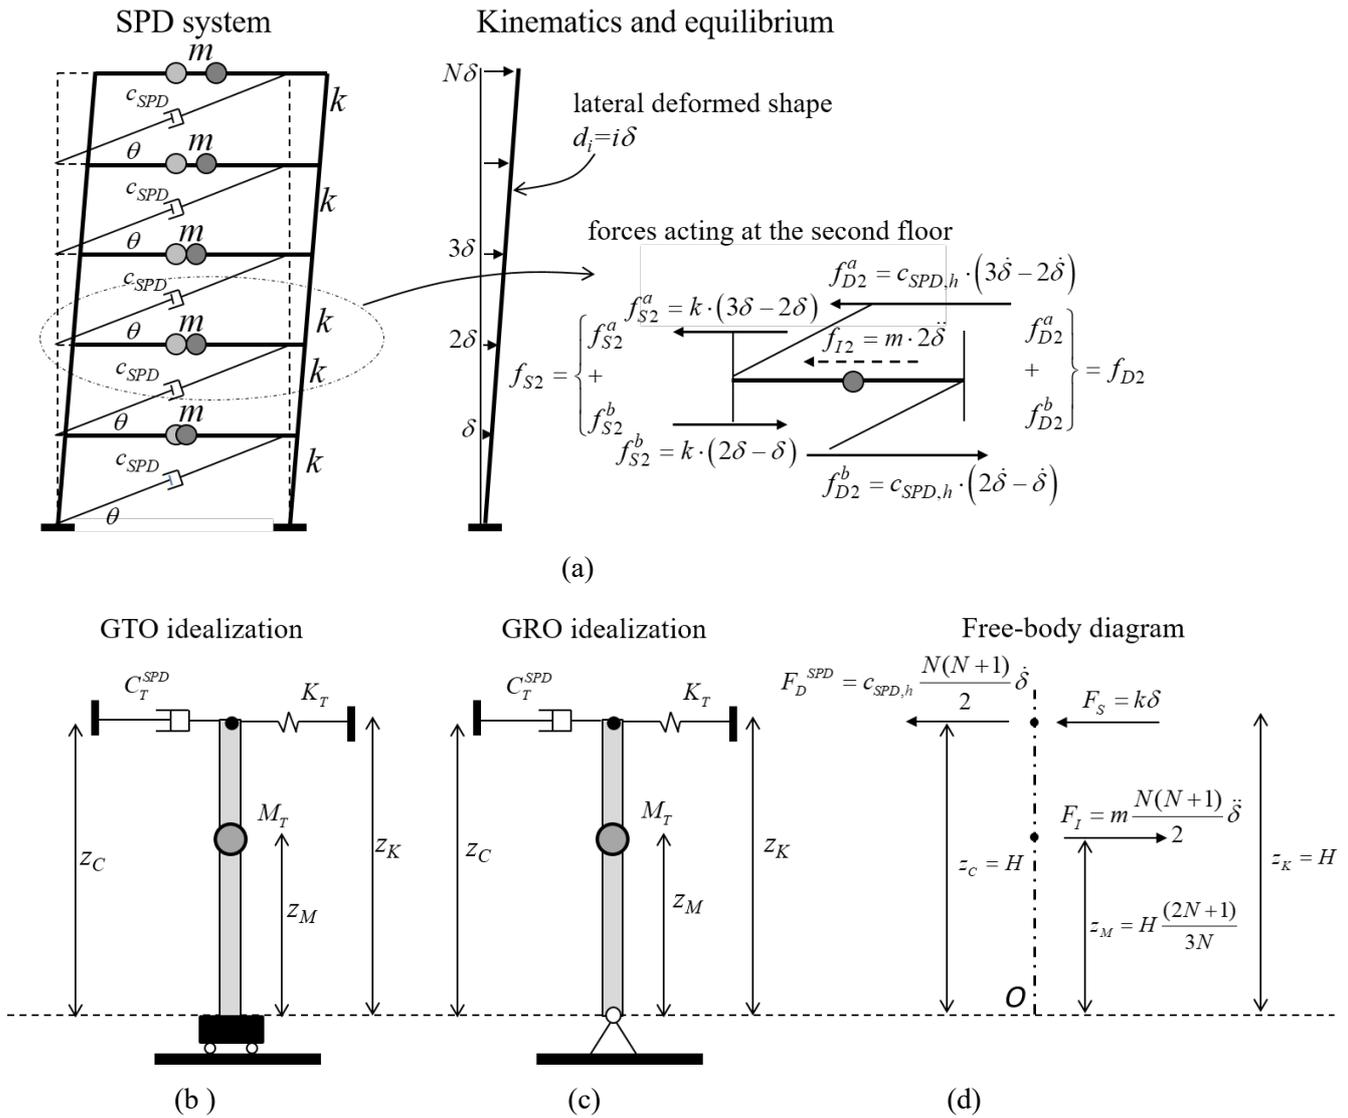 SPD system
Kinematics and equilibrium
m
c_SPD
θ
k
m
c_SPD
θ
k
m
c_SPD
θ
k
m
c_SPD
θ
k
m
c_SPD
θ
k
Nδ
3δ
2δ
δ
lateral deformed shape
d_i=iδ
forces acting at the second floor
f^a_D2 = c_SPD,h · (3δ̇ − 2δ̇)
f^a_S2 = k · (3δ − 2δ)
f_I2 = m · 2δ̈
f_S2 = { f^a_S2 + f^b_S2
f^a_D2 + f^b_D2 } = f_D2
f^b_S2 = k · (2δ − δ)
f^b_D2 = c_SPD,h · (2δ̇ − δ̇)
(a)
GTO idealization
C_T^SPD
K_T
M_T
z_C
z_M
z_K
(b )
GRO idealization
C_T^SPD
K_T
M_T
z_C
z_M
z_K
(c)
Free-body diagram
F_D^SPD = c_SPD,h N(N+1)/2 δ̇
F_S = kδ
F_I = m N(N+1)/2 δ̈
z_C = H
z_K = H
z_M = H (2N+1)/3N
O
(d)